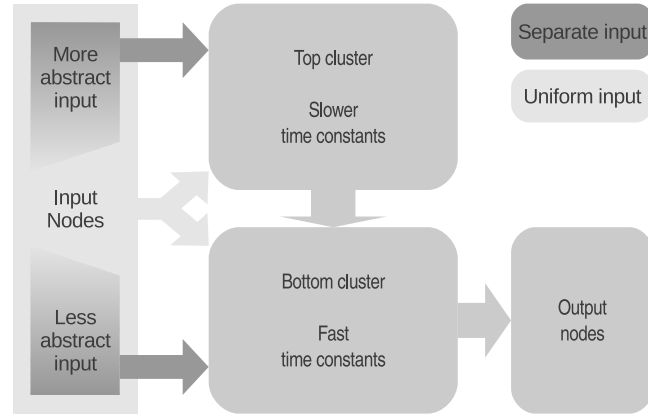 More
abstract
input
Input
Nodes
Less
abstract
input
Top cluster
Slower
time constants
Bottom cluster
Fast
time constants
Separate input
Uniform input
Output
nodes